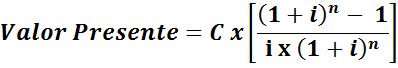 Valor Presente = C x [ (1 + i)ⁿ − 1 / i x (1 + i)ⁿ ]